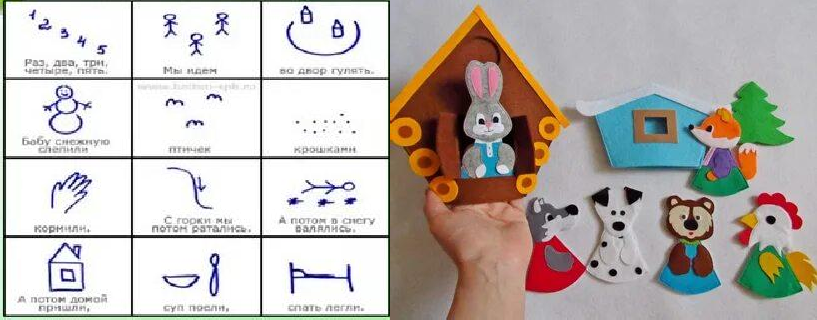 1 2 3 4 5
Раз, два, три,
четыре, пять.
Мы идем
во двор гулять.
Бабу снежную
слепили
птичек
крошками
кормили.
С горки мы
потом катались.
А потом в снегу
валялись.
А потом домой
пришли,
суп поели,
спать легли.